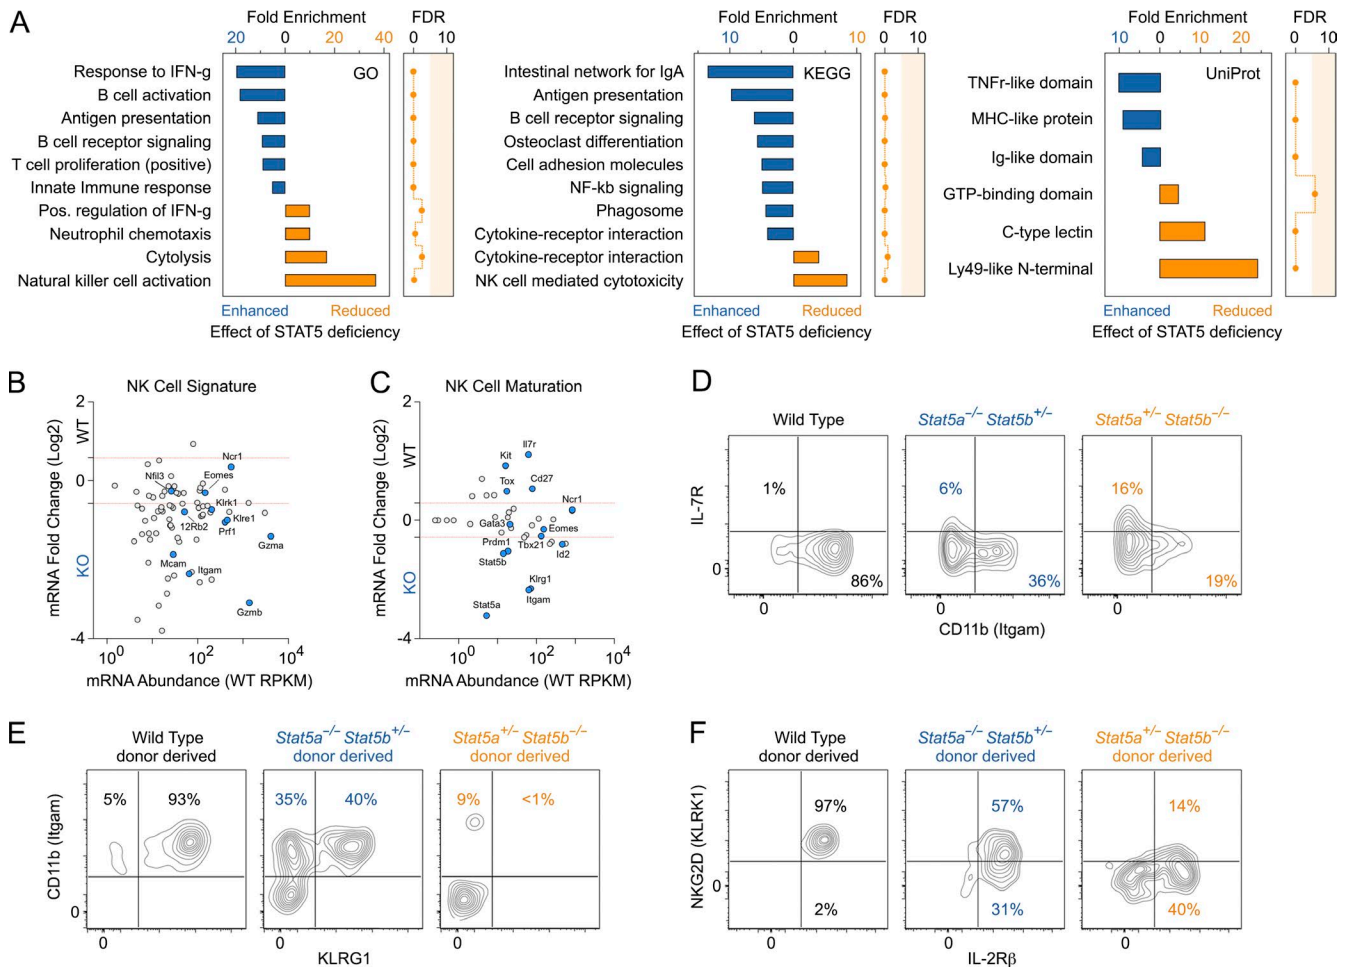 A
Fold Enrichment
FDR
20 0 20 40
0 10
GO
Response to IFN-g
B cell activation
Antigen presentation
B cell receptor signaling
T cell proliferation (positive)
Innate Immune response
Pos. regulation of IFN-g
Neutrophil chemotaxis
Cytolysis
Natural killer cell activation
Enhanced Reduced
Effect of STAT5 deficiency
Fold Enrichment
FDR
10 0 10
0 10
KEGG
Intestinal network for IgA
Antigen presentation
B cell receptor signaling
Osteoclast differentiation
Cell adhesion molecules
NF-kb signaling
Phagosome
Cytokine-receptor interaction
Cytokine-receptor interaction
NK cell mediated cytotoxicity
Enhanced Reduced
Effect of STAT5 deficiency
Fold Enrichment
FDR
10 0 10 20
0 10
UniProt
TNFr-like domain
MHC-like protein
Ig-like domain
GTP-binding domain
C-type lectin
Ly49-like N-terminal
Enhanced Reduced
Effect of STAT5 deficiency
B
NK Cell Signature
mRNA Fold Change (Log2)
WT
KO
2
0
-4
Ncr1
Nfil3
Eomes
Klrk1
12Rb2
Klre1
Prf1
Gzma
Mcam
Itgam
Gzmb
10⁰ 10² 10⁴
mRNA Abundance (WT RPKM)
C
NK Cell Maturation
mRNA Fold Change (Log2)
WT
KO
2
0
-4
Il7r
Kit
Tox
Cd27
Ncr1
Gata3
Eomes
Prdm1
Tbx21
Id2
Stat5b
Klrg1
Itgam
Stat5a
10⁰ 10² 10⁴
mRNA Abundance (WT RPKM)
D
Wild Type
Stat5a⁻/⁻ Stat5b⁺/⁻
Stat5a⁺/⁻ Stat5b⁻/⁻
IL-7R
0
1%
86%
6%
36%
16%
19%
0 0 0
CD11b (Itgam)
E
Wild Type
donor derived
Stat5a⁻/⁻ Stat5b⁺/⁻
donor derived
Stat5a⁺/⁻ Stat5b⁻/⁻
donor derived
CD11b (Itgam)
0
5% 93%
35% 40%
9% <1%
0 0 0
KLRG1
F
Wild Type
donor derived
Stat5a⁻/⁻ Stat5b⁺/⁻
donor derived
Stat5a⁺/⁻ Stat5b⁻/⁻
donor derived
NKG2D (KLRK1)
0
97%
2%
57%
31%
14%
40%
0 0 0
IL-2Rβ